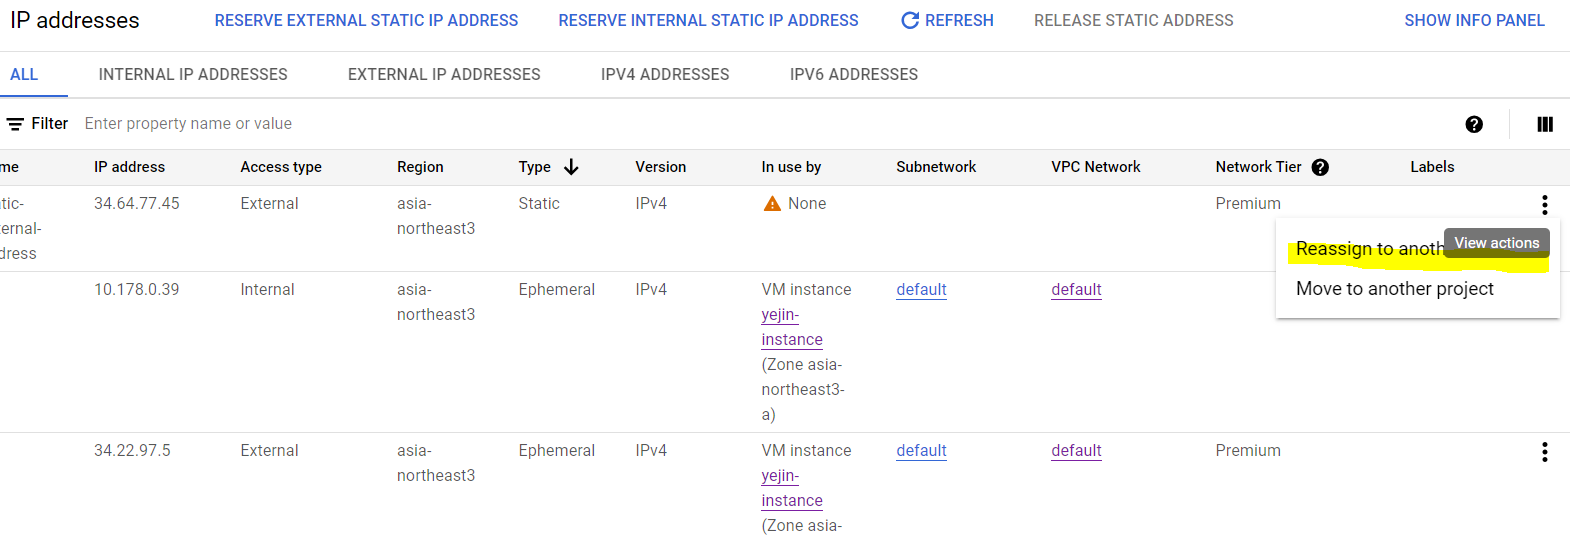 IP addresses RESERVE EXTERNAL STATIC IP ADDRESS RESERVE INTERNAL STATIC IP ADDRESS REFRESH RELEASE STATIC ADDRESS SHOW INFO PANEL
ALL INTERNAL IP ADDRESSES EXTERNAL IP ADDRESSES IPV4 ADDRESSES IPV6 ADDRESSES
Filter Enter property name or value
me IP address Access type Region Type Version In use by Subnetwork VPC Network Network Tier Labels
tic- 34.64.77.45 External asia- Static IPv4 None Premium
ernal- northeast3
dress
Reassign to anoth View actions
Move to another project
10.178.0.39 Internal asia- Ephemeral IPv4 VM instance default default
northeast3 yejin-
instance
(Zone asia-
northeast3-
a)
34.22.97.5 External asia- Ephemeral IPv4 VM instance default default Premium
northeast3 yejin-
instance
(Zone asia-